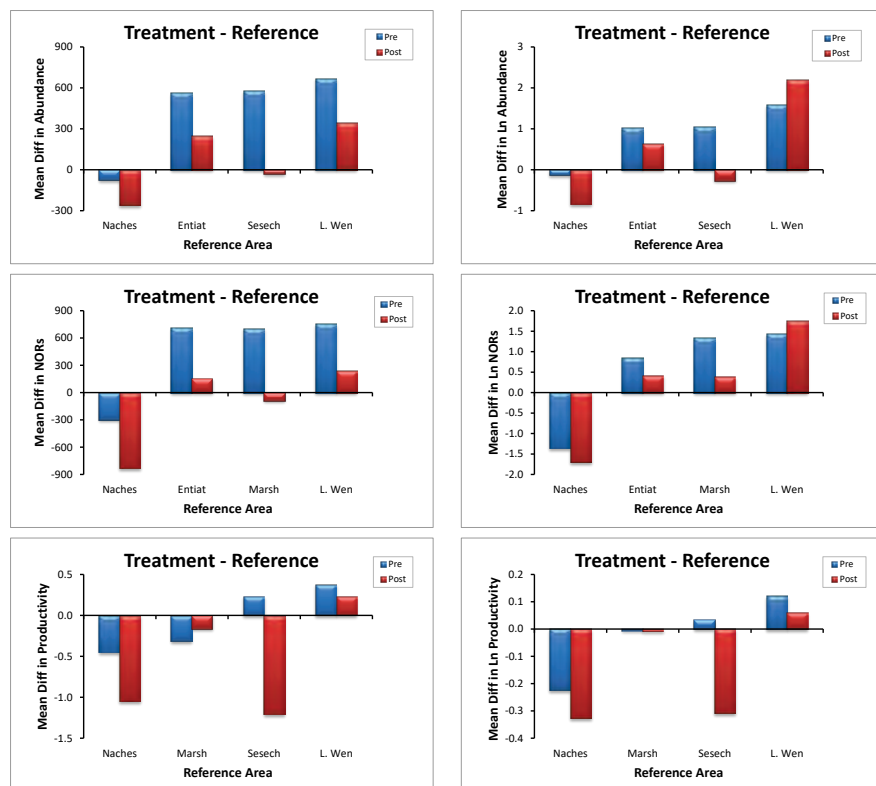 Treatment - Reference
Pre
Post
Mean Diff in Abundance
900
600
300
0
-300
Naches Entiat Sesech L. Wen
Reference Area
Treatment - Reference
Pre
Post
Mean Diff in Ln Abundance
3
2
1
0
-1
Naches Entiat Sesech L. Wen
Reference Area
Treatment - Reference
Pre
Post
Mean Diff in NORs
900
600
300
0
-300
-600
-900
Naches Entiat Marsh L. Wen
Reference Area
Treatment - Reference
Pre
Post
Mean Diff in Ln NORs
2.0
1.5
1.0
0.5
0.0
-0.5
-1.0
-1.5
-2.0
Naches Entiat Marsh L. Wen
Reference Area
Treatment - Reference
Pre
Post
Mean Diff in Productivity
0.5
0.0
-0.5
-1.0
-1.5
Naches Marsh Sesech L. Wen
Reference Area
Treatment - Reference
Pre
Post
Mean Diff in Ln Productivity
0.2
0.1
0.0
-0.1
-0.2
-0.3
-0.4
Naches Marsh Sesech L. Wen
Reference Area